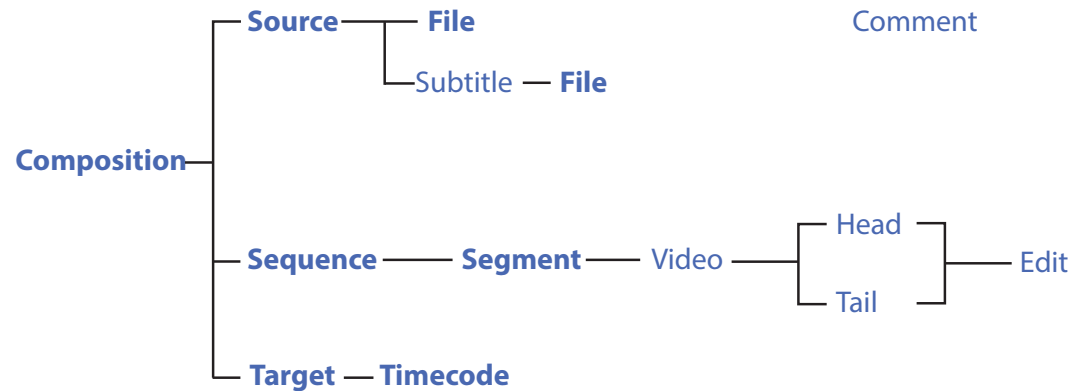 Source File Comment
Subtitle File
Composition
Head
Sequence Segment Video Edit
Tail
Target Timecode